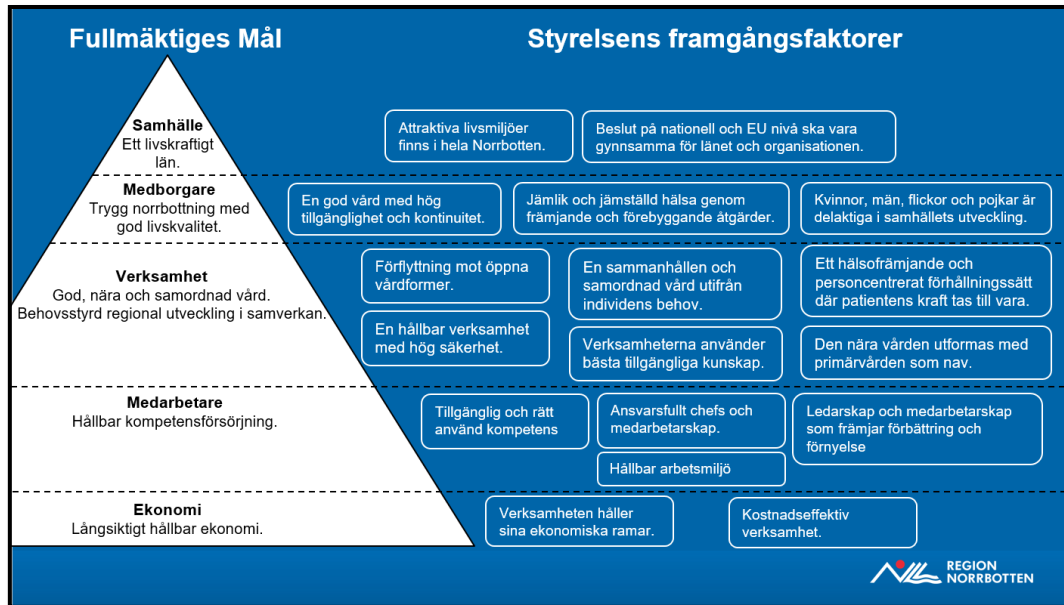 Fullmäktiges Mål
Styrelsens framgångsfaktorer
Samhälle
Ett livskraftigt
län.
Attraktiva livsmiljöer
finns i hela Norrbotten.
Beslut på nationell och EU nivå ska vara
gynnsamma för länet och organisationen.
Medborgare
Trygg norrbottning med
god livskvalitet.
En god vård med hög
tillgänglighet och kontinuitet.
Jämlik och jämställd hälsa genom
främjande och förebyggande åtgärder.
Kvinnor, män, flickor och pojkar är
delaktiga i samhällets utveckling.
Verksamhet
God, nära och samordnad vård.
Behovsstyrd regional utveckling i samverkan.
Förflyttning mot öppna
vårdformer.
En sammanhållen och
samordnad vård utifrån
individens behov.
Ett hälsofrämjande och
personcentrerat förhållningssätt
där patientens kraft tas till vara.
En hållbar verksamhet
med hög säkerhet.
Verksamheterna använder
bästa tillgängliga kunskap.
Den nära vården utformas med
primärvården som nav.
Medarbetare
Hållbar kompetensförsörjning.
Tillgänglig och rätt
använd kompetens
Ansvarsfullt chefs och
medarbetarskap.
Hållbar arbetsmiljö
Ledarskap och medarbetarskap
som främjar förbättring och
förnyelse
Ekonomi
Långsiktigt hållbar ekonomi.
Verksamheten håller
sina ekonomiska ramar.
Kostnadseffektiv
verksamhet.
REGION
NORRBOTTEN